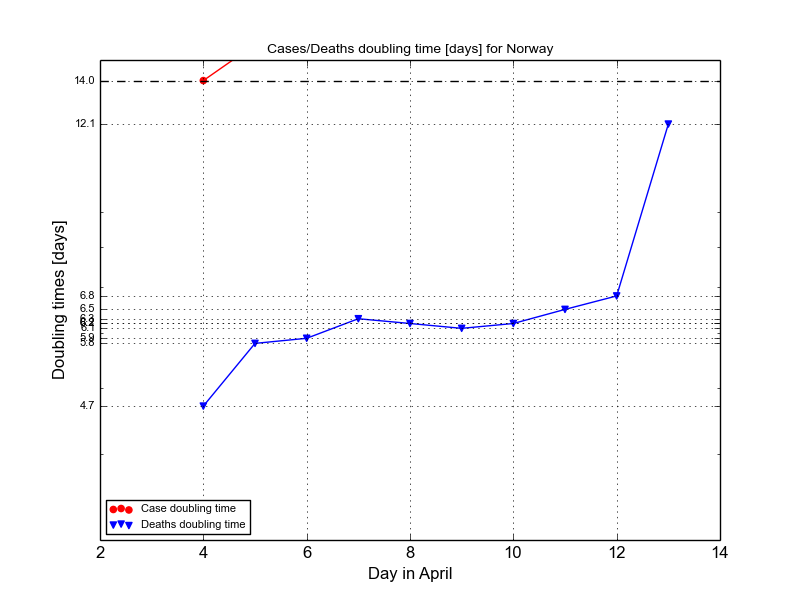 Cases/Deaths doubling time [days] for Norway
14.0
12.1
6.8
6.5
6.1
5.8
4.7
Doubling times [days]
Case doubling time
Deaths doubling time
2 4 6 8 10 12 14
Day in April